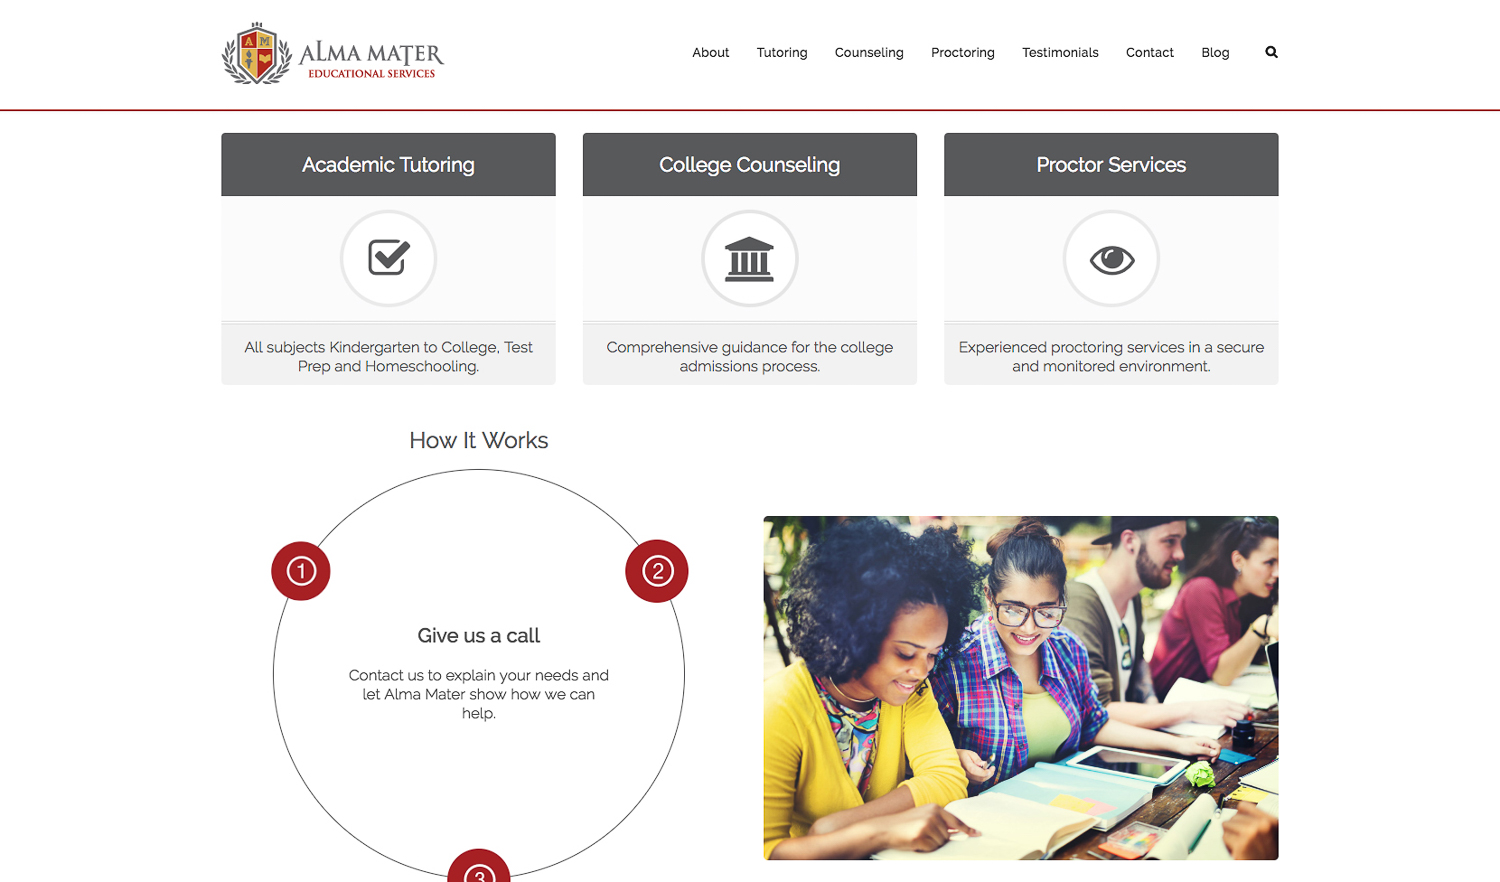 A M
ALMA MATER
EDUCATIONAL SERVICES
About Tutoring Counseling Proctoring Testimonials Contact Blog
Academic Tutoring
All subjects Kindergarten to College, Test
Prep and Homeschooling.
College Counseling
Comprehensive guidance for the college
admissions process.
Proctor Services
Experienced proctoring services in a secure
and monitored environment.
How It Works
1
2
Give us a call
Contact us to explain your needs and
let Alma Mater show how we can
help.
3